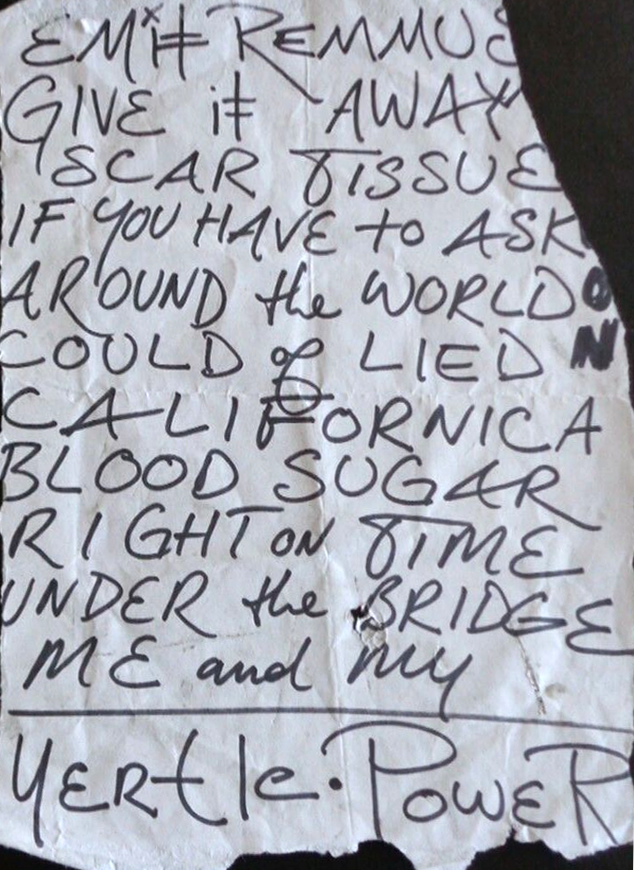 EMit REMMUS
GIVE it AWAY
SCAR TISSUE
IF YOU HAVE to ASK
AROUND the WORLD
ON
COULD of LIED
CALIFORNICA
BLOOD SUGAR
RIGHT ON TIME
UNDER the BRIDGE
ME and MY
YERtle. POWER